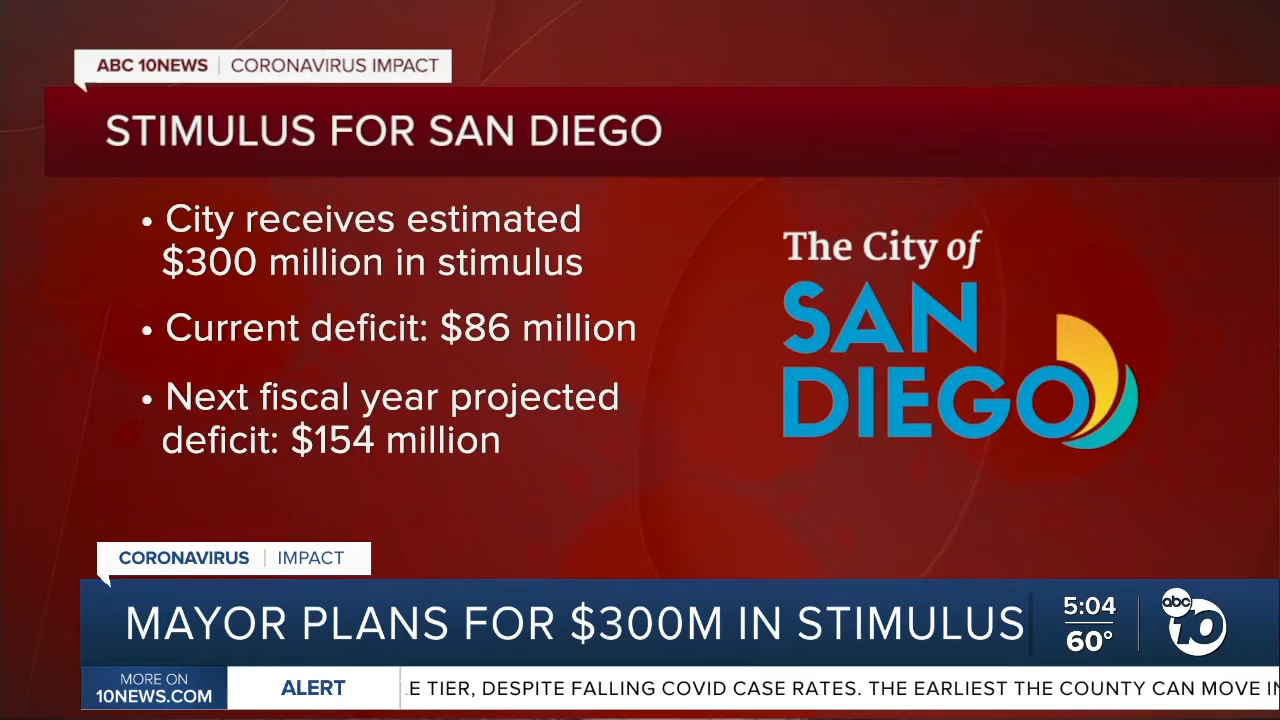 ABC 10NEWS | CORONAVIRUS IMPACT
STIMULUS FOR SAN DIEGO
• City receives estimated
$300 million in stimulus
• Current deficit: $86 million
• Next fiscal year projected
deficit: $154 million
The City of
SAN
DIEGO
CORONAVIRUS | IMPACT
MAYOR PLANS FOR $300M IN STIMULUS
5:04
60°
abc
10
MORE ON
10NEWS.COM
ALERT
E TIER, DESPITE FALLING COVID CASE RATES. THE EARLIEST THE COUNTY CAN MOVE IN